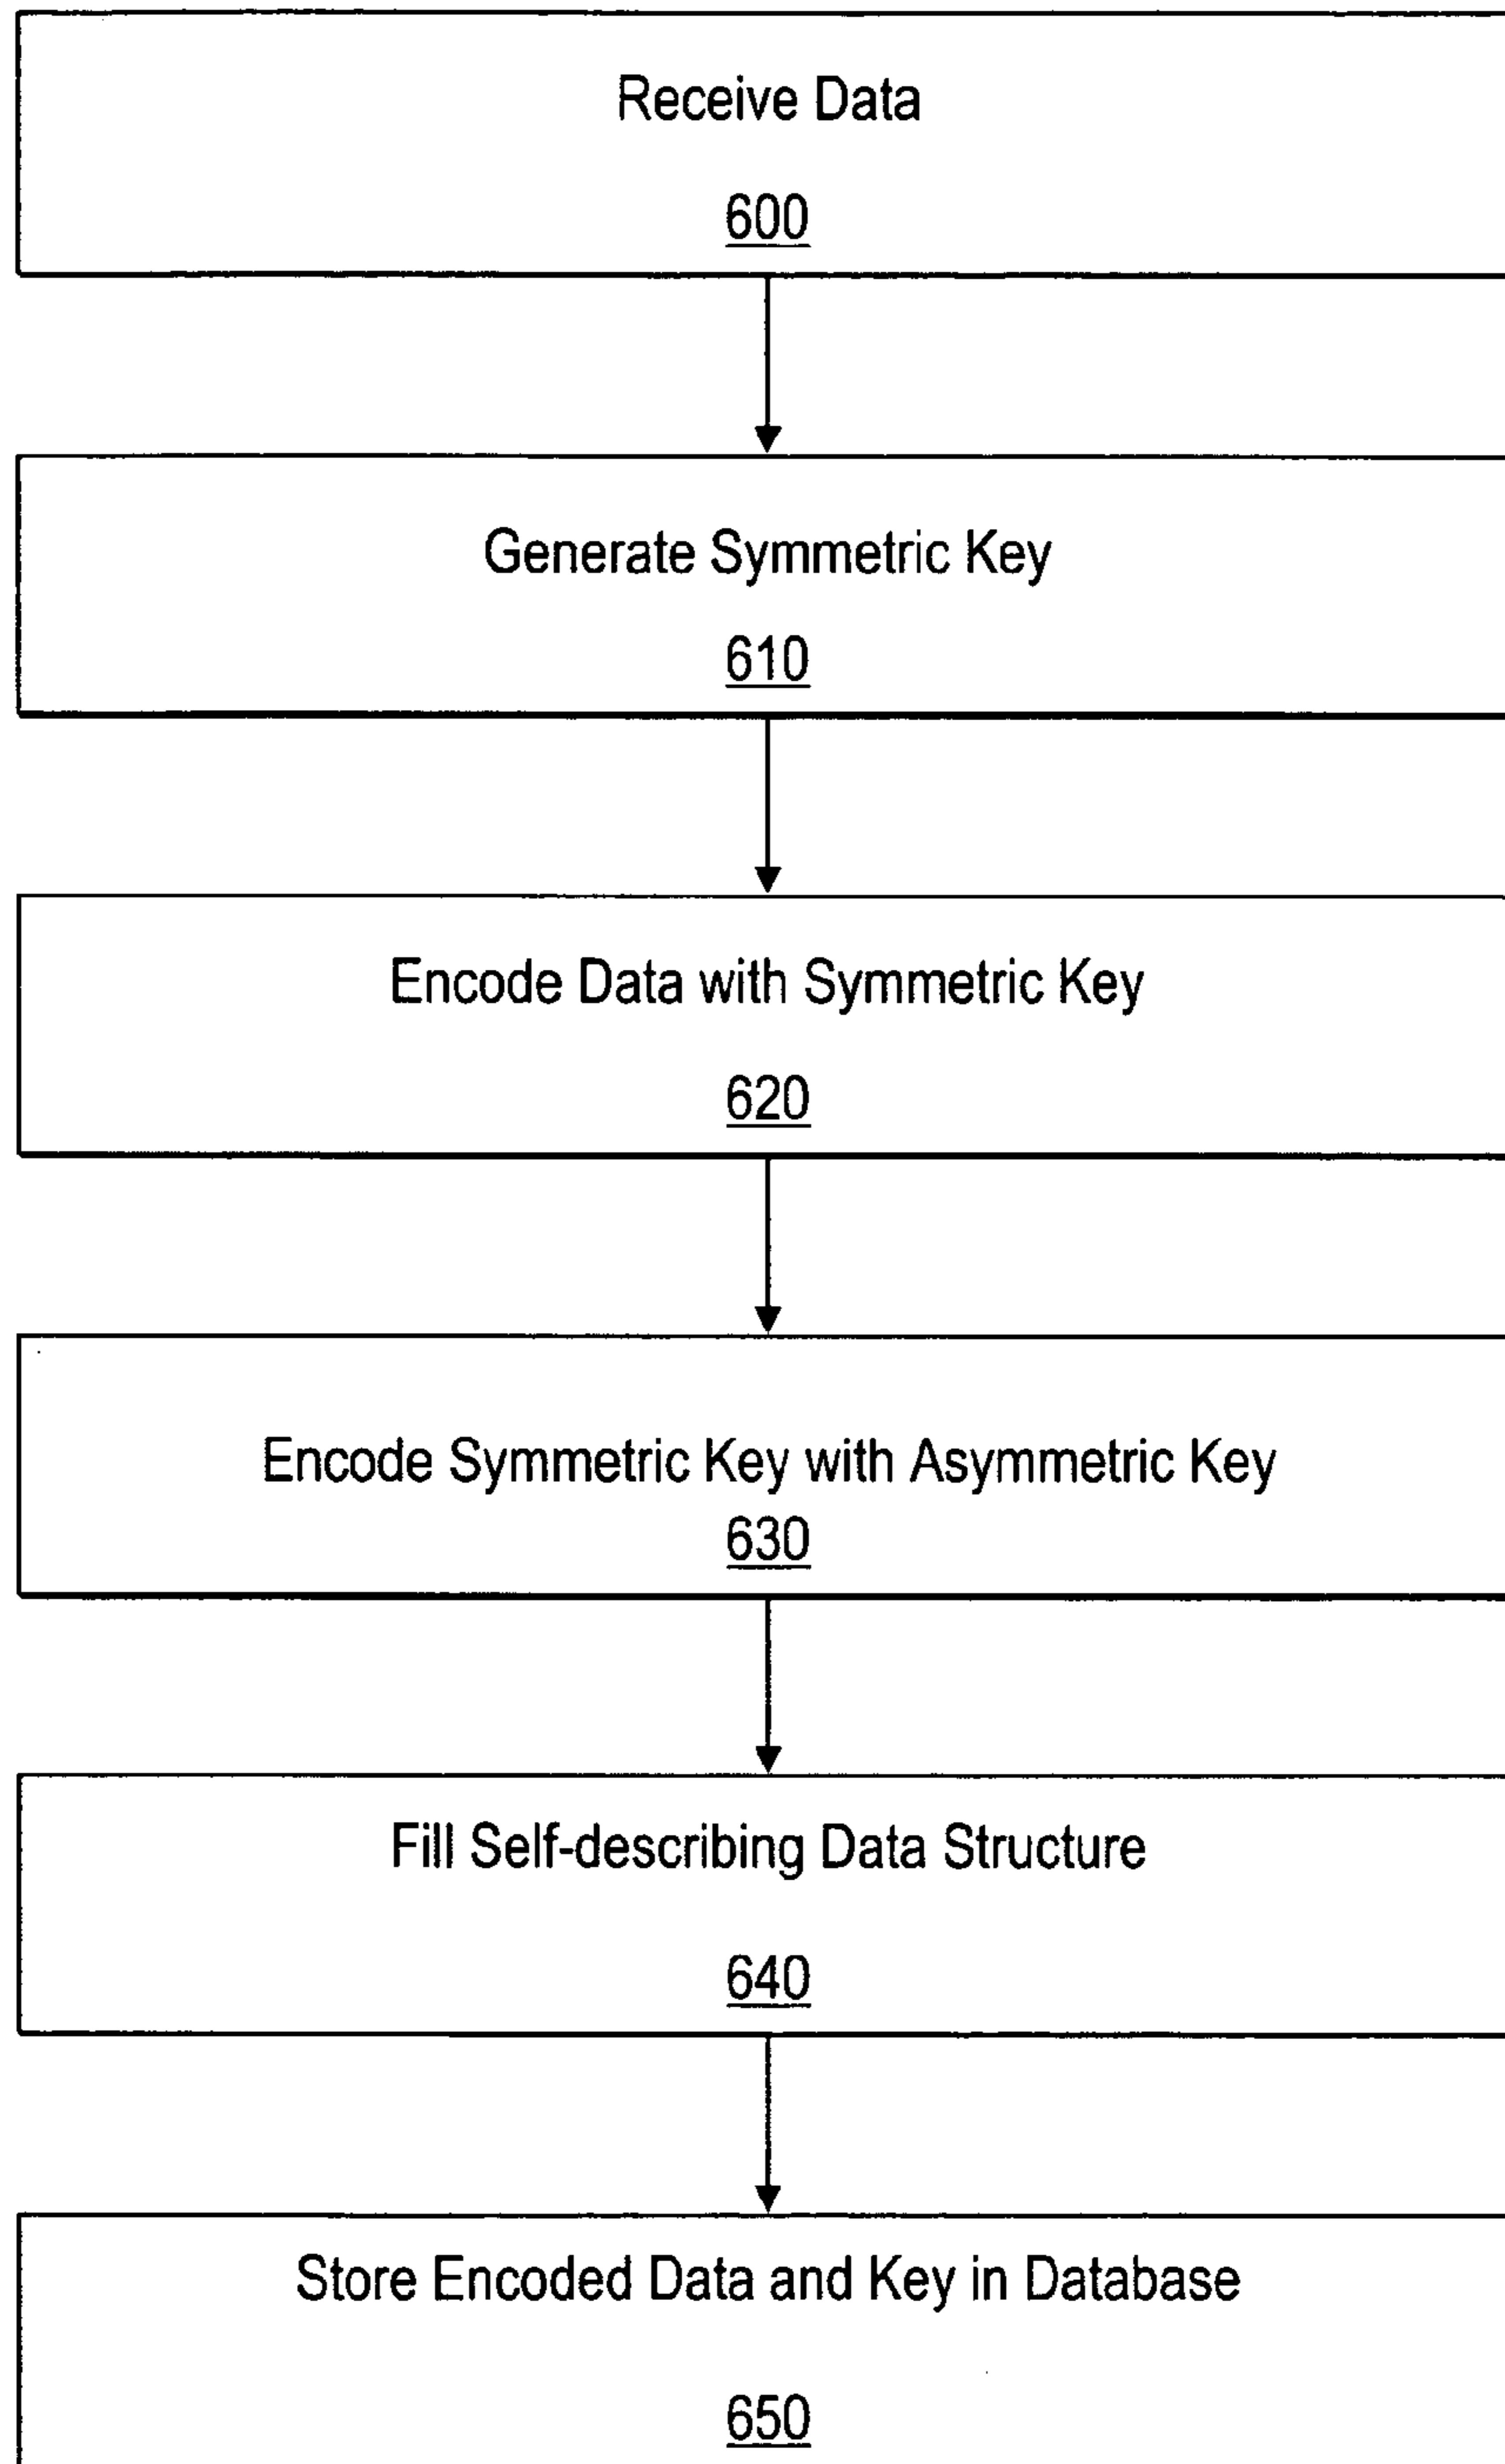 Receive Data
600
Generate Symmetric Key
610
Encode Data with Symmetric Key
620
Encode Symmetric Key with Asymmetric Key
630
Fill Self-describing Data Structure
640
Store Encoded Data and Key in Database
650